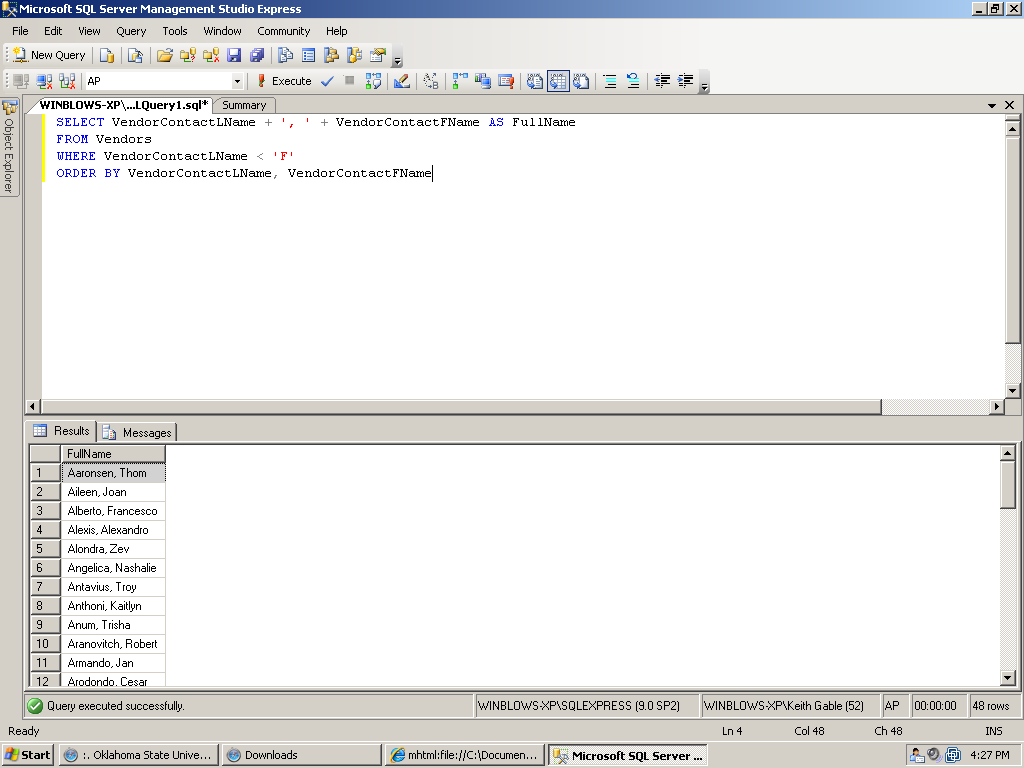 Microsoft SQL Server Management Studio Express
File Edit View Query Tools Window Community Help
New Query
AP Execute
WINBLOWS-XP\...LQuery1.sql* Summary
Object Explorer
SELECT VendorContactLName + ', ' + VendorContactFName AS FullName
FROM Vendors
WHERE VendorContactLName < 'F'
ORDER BY VendorContactLName, VendorContactFName
Results Messages
FullName
1 Aaronsen, Thom
2 Aileen, Joan
3 Alberto, Francesco
4 Alexis, Alexandro
5 Alondra, Zev
6 Angelica, Nashalie
7 Antavius, Troy
8 Anthoni, Kaitlyn
9 Anum, Trisha
10 Aranovitch, Robert
11 Armando, Jan
12 Arodondo, Cesar
Query executed successfully. WINBLOWS-XP\SQLEXPRESS (9.0 SP2) WINBLOWS-XP\Keith Gable (52) AP 00:00:00 48 rows
Ready Ln 4 Col 48 Ch 48 INS
Start :. Oklahoma State Unive... Downloads mhtml:file://C:\Documen... Microsoft SQL Server ... 4:27 PM